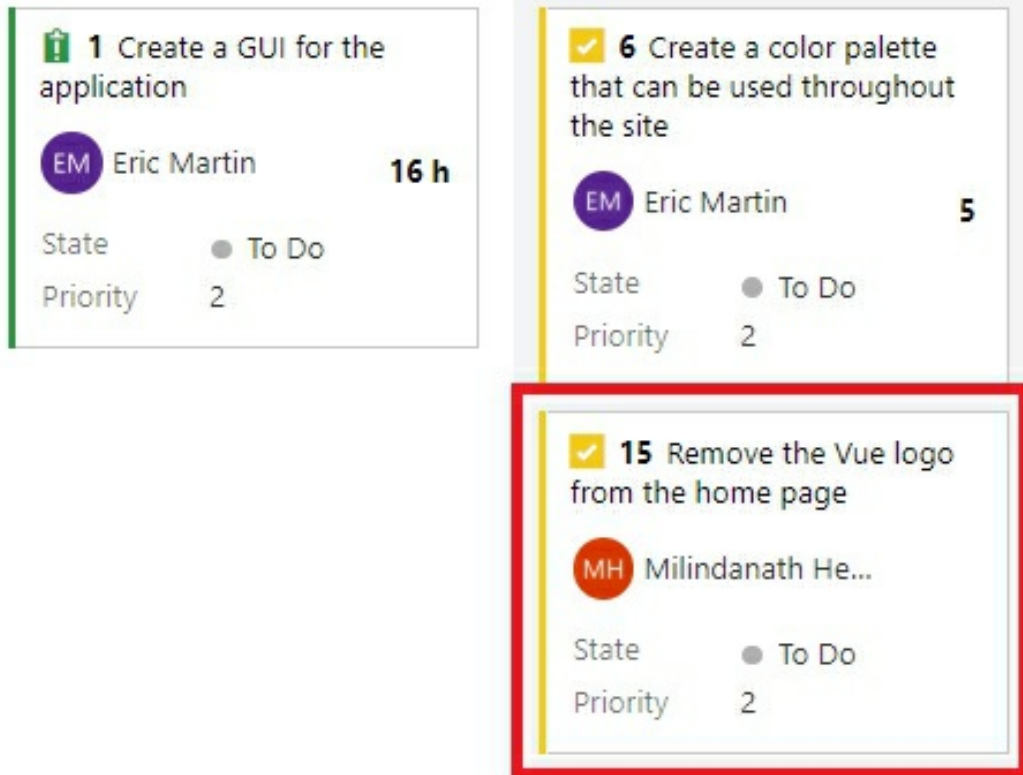 1 Create a GUI for the
application
EM Eric Martin 16 h
State To Do
Priority 2
6 Create a color palette
that can be used throughout
the site
EM Eric Martin 5
State To Do
Priority 2
15 Remove the Vue logo
from the home page
MH Milindanath He...
State To Do
Priority 2